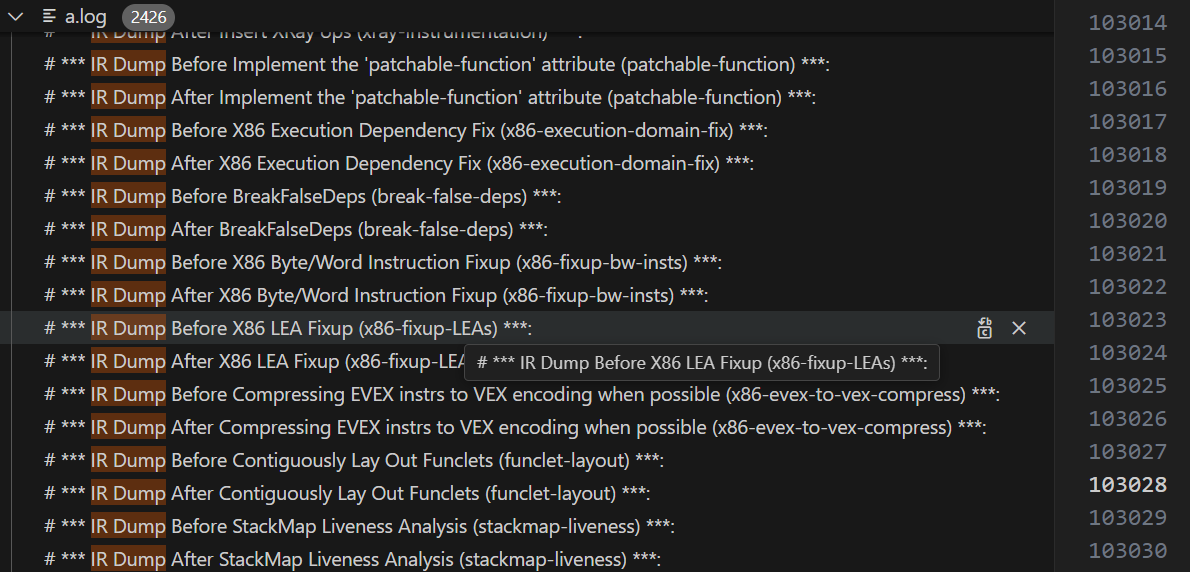 a.log 2426
# *** IR Dump After Insert XRay ops (xray-instrumentation) ***:
# *** IR Dump Before Implement the 'patchable-function' attribute (patchable-function) ***:
# *** IR Dump After Implement the 'patchable-function' attribute (patchable-function) ***:
# *** IR Dump Before X86 Execution Dependency Fix (x86-execution-domain-fix) ***:
# *** IR Dump After X86 Execution Dependency Fix (x86-execution-domain-fix) ***:
# *** IR Dump Before BreakFalseDeps (break-false-deps) ***:
# *** IR Dump After BreakFalseDeps (break-false-deps) ***:
# *** IR Dump Before X86 Byte/Word Instruction Fixup (x86-fixup-bw-insts) ***:
# *** IR Dump After X86 Byte/Word Instruction Fixup (x86-fixup-bw-insts) ***:
# *** IR Dump Before X86 LEA Fixup (x86-fixup-LEAs) ***:
# *** IR Dump After X86 LEA Fixup (x86-fixup-LEA
# *** IR Dump Before X86 LEA Fixup (x86-fixup-LEAs) ***:
# *** IR Dump Before Compressing EVEX instrs to VEX encoding when possible (x86-evex-to-vex-compress) ***:
# *** IR Dump After Compressing EVEX instrs to VEX encoding when possible (x86-evex-to-vex-compress) ***:
# *** IR Dump Before Contiguously Lay Out Funclets (funclet-layout) ***:
# *** IR Dump After Contiguously Lay Out Funclets (funclet-layout) ***:
# *** IR Dump Before StackMap Liveness Analysis (stackmap-liveness) ***:
# *** IR Dump After StackMap Liveness Analysis (stackmap-liveness) ***:
103014
103015
103016
103017
103018
103019
103020
103021
103022
103023
103024
103025
103026
103027
103028
103029
103030